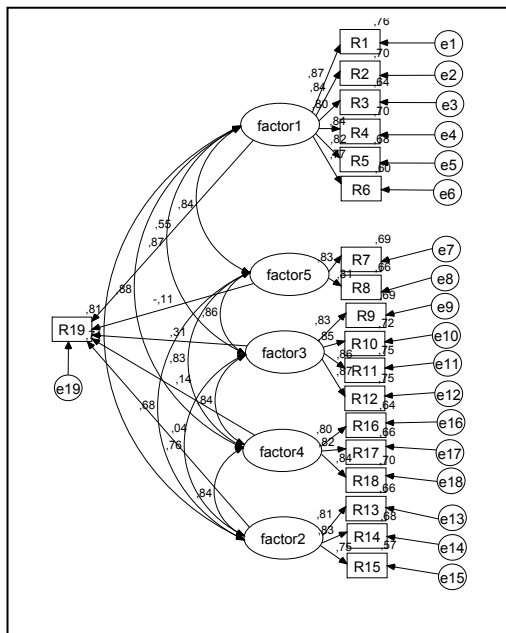 ,76
R1
e1
,70
,87
R2
e2
,84
,64
R3
e3
,80
,70
factor1
,84
R4
e4
,82
,68
R5
e5
,60
R6
e6
,84
,55
,87
,69
,83
R7
e7
,66
factor5
,88
,81
R8
e8
-,11
,69
,81
,86
,83
R9
e9
,72
R19
,31
,85
R10
e10
,75
factor3
,86
R11
e11
,83
,87
,75
e19
,14
R12
e12
,84
,64
,68
,80
R16
e16
,04
,66
factor4
,82
R17
e17
,76
,84
,70
R18
e18
,66
,84
,81
R13
e13
,68
factor2
,83
R14
e14
,75
,57
R15
e15